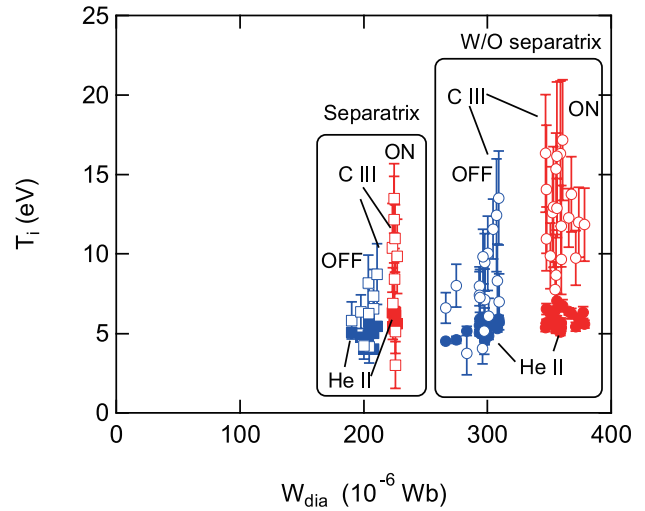 25
20
15
10
5
0
T_i (eV)
W/O separatrix
C III
ON
OFF
He II
Separatrix
ON
C III
OFF
He II
0
100
200
300
400
W_dia (10^-6 Wb)